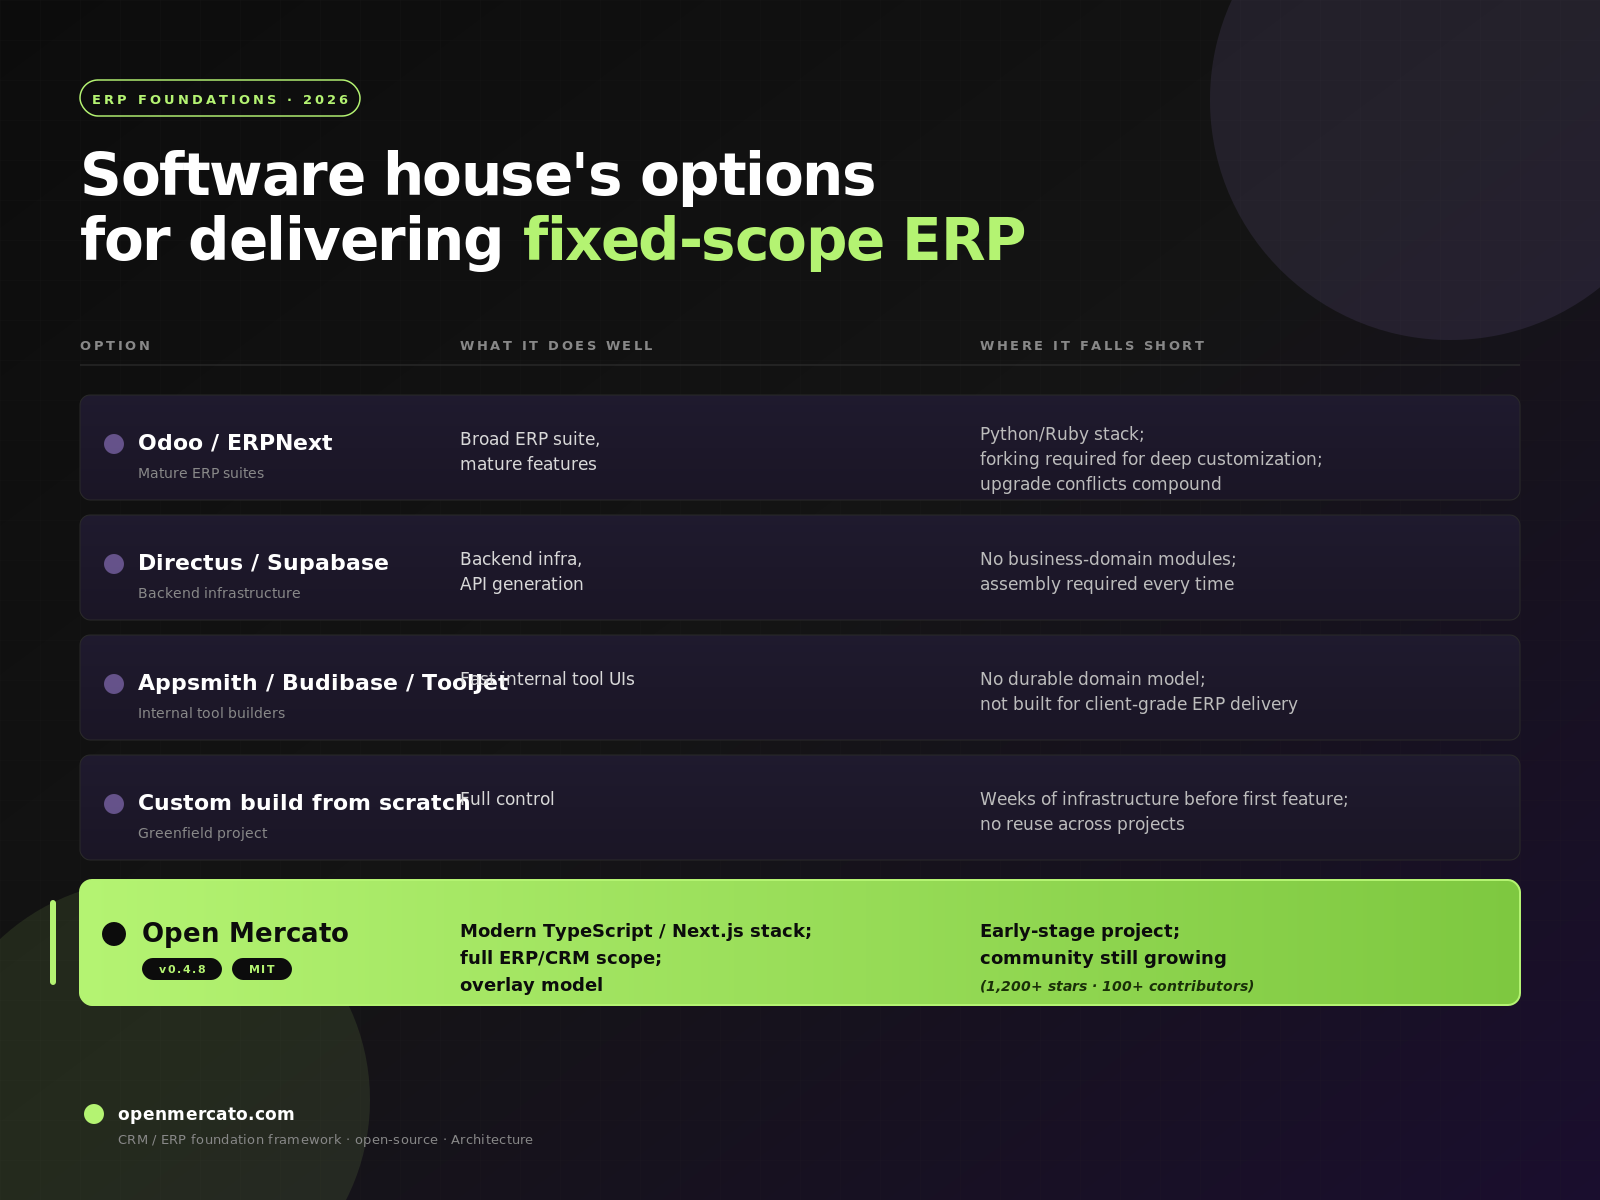 ERP FOUNDATIONS · 2026
Software house's options
for delivering fixed-scope ERP
OPTION
WHAT IT DOES WELL
WHERE IT FALLS SHORT
Odoo / ERPNext
Mature ERP suites
Broad ERP suite,
mature features
Python/Ruby stack;
forking required for deep customization;
upgrade conflicts compound
Directus / Supabase
Backend infrastructure
Backend infra,
API generation
No business-domain modules;
assembly required every time
Appsmith / Budibase / Tooljet
Internal tool builders
Fast internal tool UIs
No durable domain model;
not built for client-grade ERP delivery
Custom build from scratch
Greenfield project
Full control
Weeks of infrastructure before first feature;
no reuse across projects
Open Mercato
v0.4.8
MIT
Modern TypeScript / Next.js stack;
full ERP/CRM scope;
overlay model
Early-stage project;
community still growing
(1,200+ stars · 100+ contributors)
openmercato.com
CRM / ERP foundation framework · open-source · Architecture